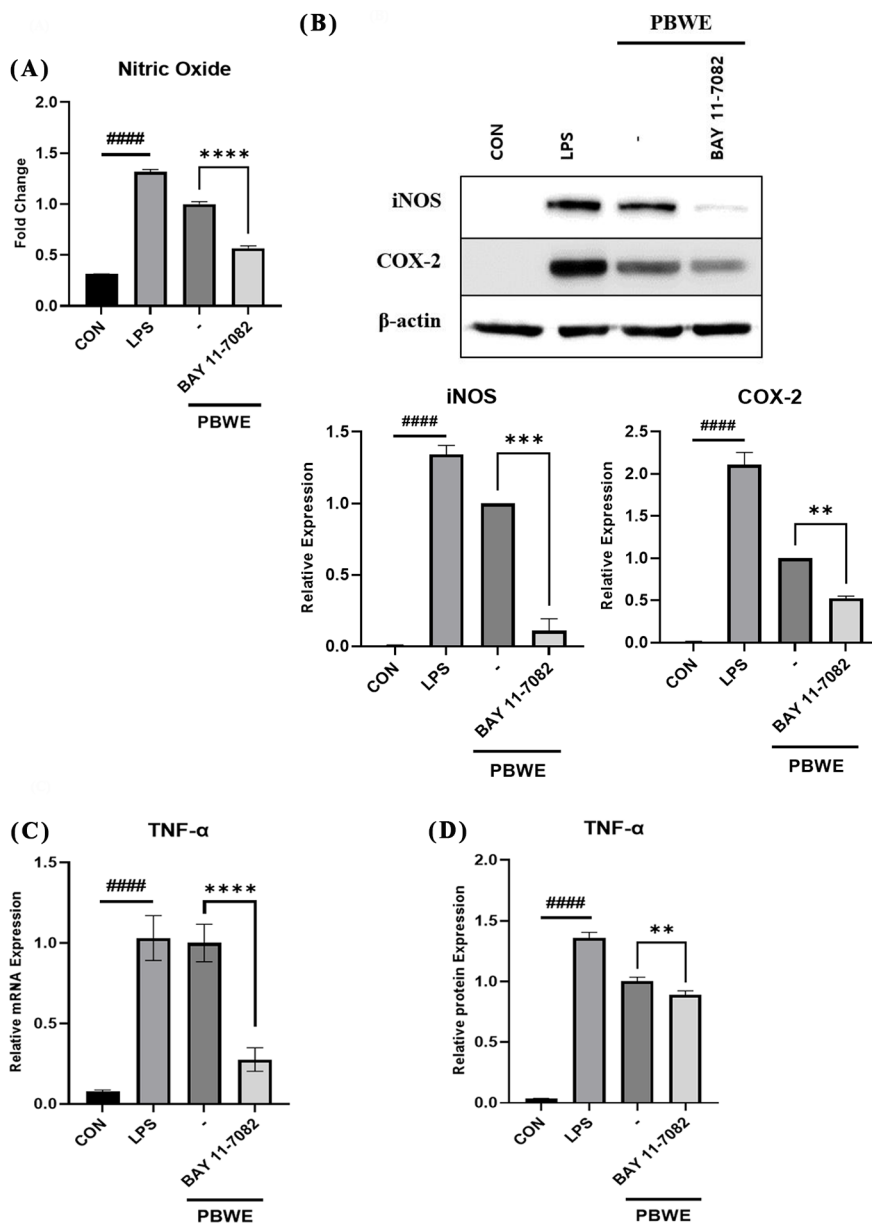 (A)
Nitric Oxide
Fold Change
2.0
1.5
1.0
0.5
0.0
####
****
CON
LPS
-
BAY 11-7082
PBWE
(B)
PBWE
CON
LPS
-
BAY 11-7082
iNOS
COX-2
β-actin
iNOS
Relative Expression
1.5
1.0
0.5
0.0
####
***
CON
LPS
-
BAY 11-7082
PBWE
COX-2
Relative Expression
2.5
2.0
1.5
1.0
0.5
0.0
####
**
CON
LPS
-
BAY 11-7082
PBWE
(C)
TNF-α
Relative mRNA Expression
1.5
1.0
0.5
0.0
####
****
CON
LPS
-
BAY 11-7082
PBWE
(D)
TNF-α
Relative protein Expression
2.0
1.5
1.0
0.5
0.0
####
**
CON
LPS
-
BAY 11-7082
PBWE